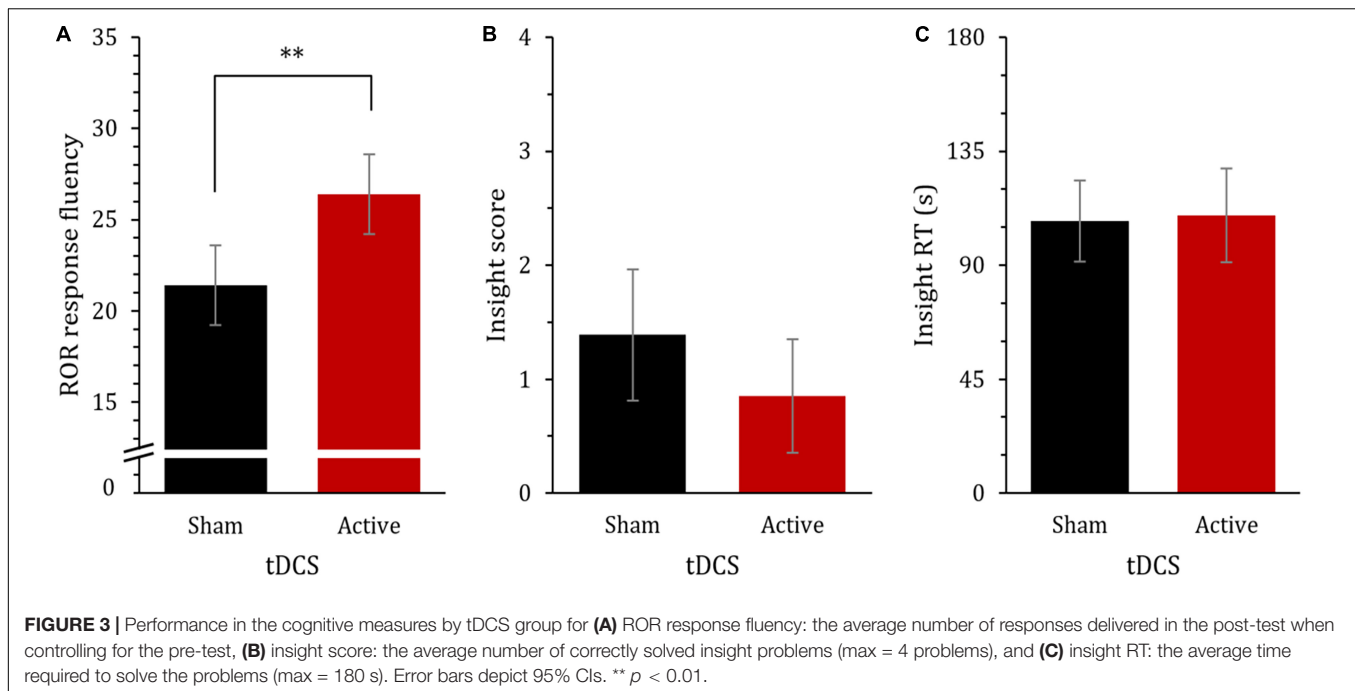 A
35
30
25
20
15
0
ROR response fluency
**
Sham
Active
tDCS
B
4
3
2
1
0
Insight score
Sham
Active
tDCS
C
180
135
90
45
0
Insight RT (s)
Sham
Active
tDCS
FIGURE 3 | Performance in the cognitive measures by tDCS group for (A) ROR response fluency: the average number of responses delivered in the post-test when
controlling for the pre-test, (B) insight score: the average number of correctly solved insight problems (max = 4 problems), and (C) insight RT: the average time
required to solve the problems (max = 180 s). Error bars depict 95% CIs. ** p < 0.01.